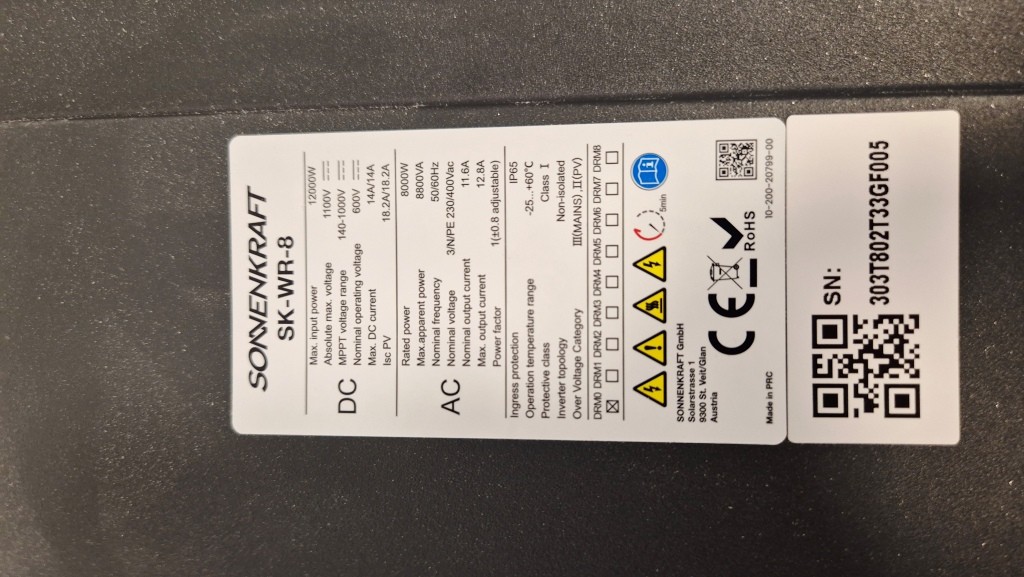 SONNENKRAFT
SK-WR-8
DC
Max. input power 12000W
Absolute max. voltage 1100V
MPPT voltage range 140-1000V
Nominal operating voltage 600V
Max. DC current 14A/14A
Isc PV 18.2A/18.2A
AC
Rated power 8000W
Max.apparent power 8800VA
Nominal frequency 50/60Hz
Nominal voltage 3/N/PE 230/400Vac
Nominal output current 11.6A
Max. output current 12.8A
Power factor 1(±0.8 adjustable)
Ingress protection IP65
Operation temperature range -25...+60°C
Protective class Class I
Inverter topology Non-isolated
Over Voltage Category III(MAINS),II(PV)
DRM0 DRM1 DRM2 DRM3 DRM4 DRM5 DRM6 DRM7 DRM8
5min
SONNENKRAFT GmbH
Solarstrasse 1
9300 St. Veit/Glan
Austria
CE
RoHS
Made in PRC
10-200-20799-00
SN:
303T802T33GF005